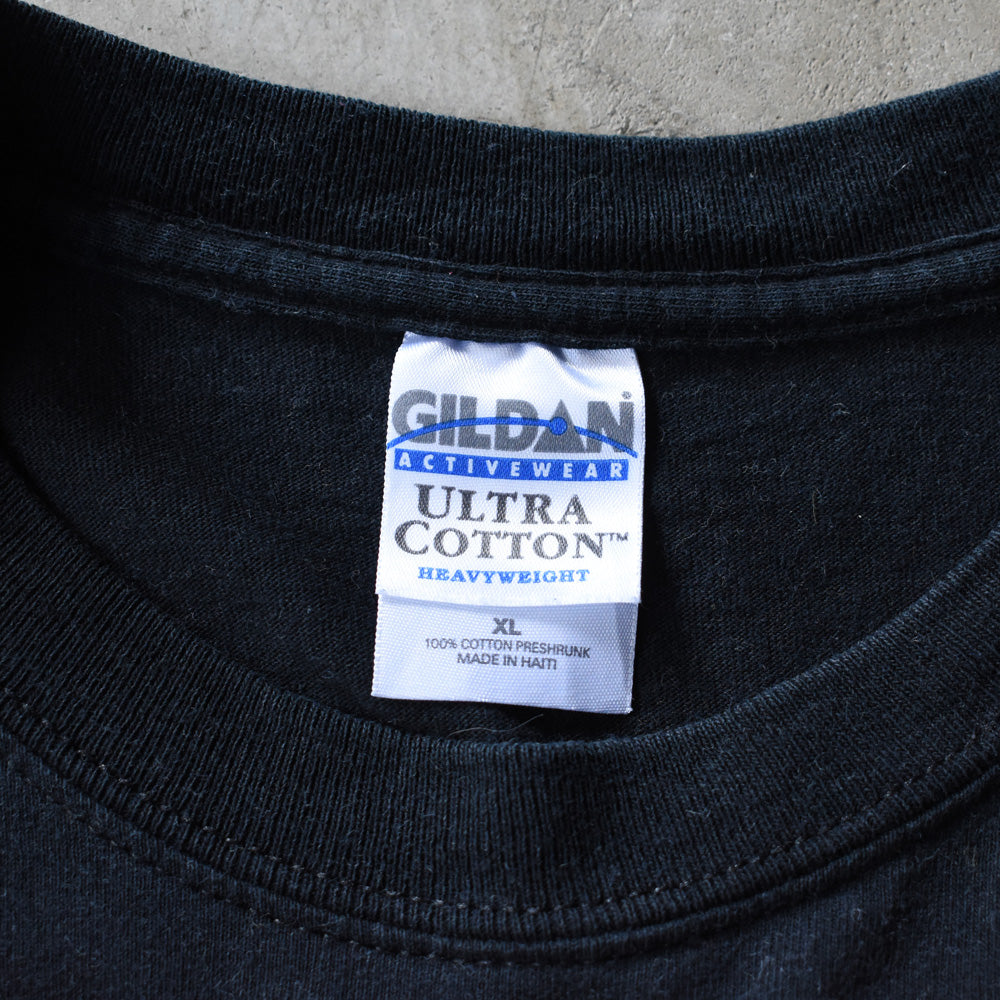 GILDAN®
ACTIVEWEAR
ULTRA
COTTON™
HEAVYWEIGHT
XL
100% COTTON PRESHRUNK
MADE IN HAITI